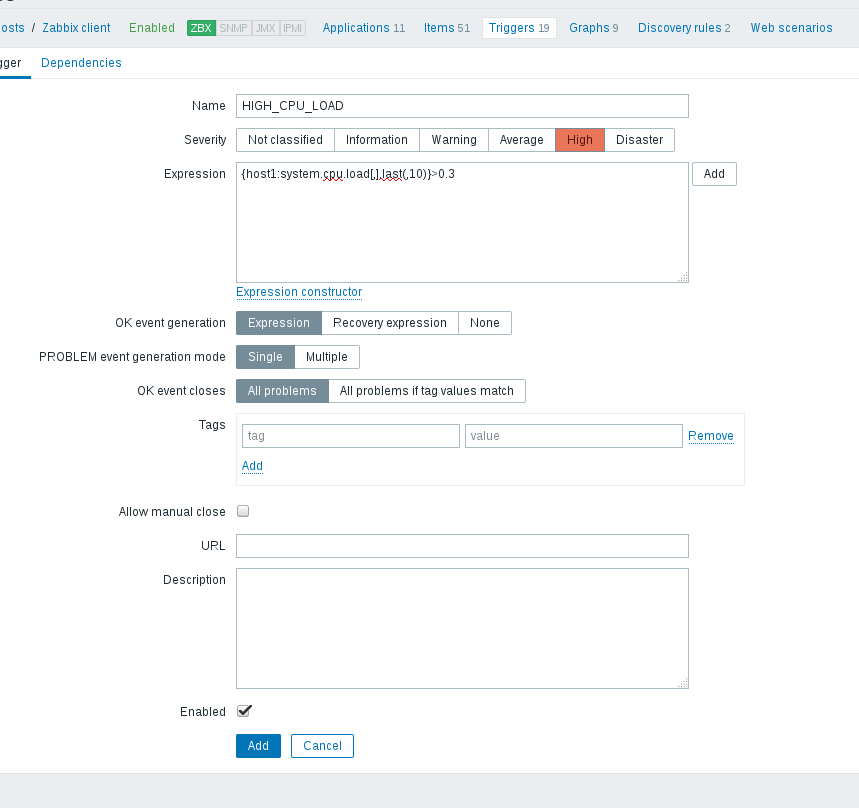 osts / Zabbix client Enabled ZBX SNMP JMX IPMI Applications 11 Items 51 Triggers 19 Graphs 9 Discovery rules 2 Web scenarios
gger Dependencies
Name HIGH_CPU_LOAD
Severity Not classified Information Warning Average High Disaster
Expression {host1:system.cpu.load[,].last(,10)}>0.3 Add
Expression constructor
OK event generation Expression Recovery expression None
PROBLEM event generation mode Single Multiple
OK event closes All problems All problems if tag values match
Tags tag value Remove
Add
Allow manual close
URL
Description
Enabled
Add Cancel